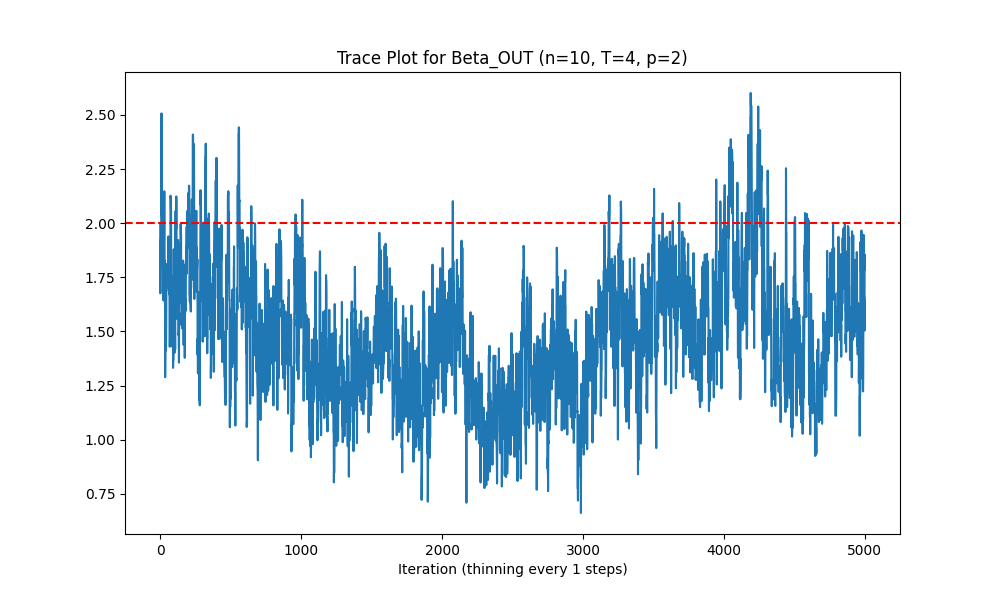 Trace Plot for Beta_OUT (n=10, T=4, p=2)
2.50
2.25
2.00
1.75
1.50
1.25
1.00
0.75
0 1000 2000 3000 4000 5000
Iteration (thinning every 1 steps)